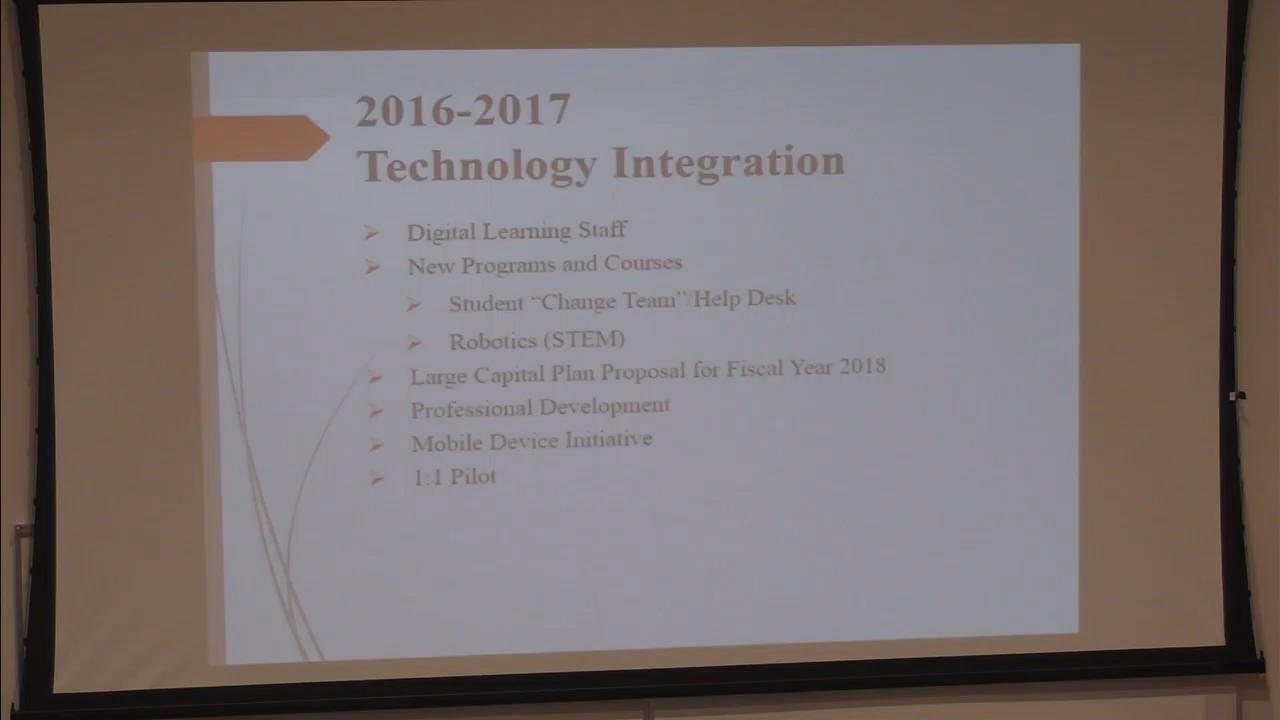 2016-2017
Technology Integration
Digital Learning Staff
New Programs and Courses
Student “Change Team”/Help Desk
Robotics (STEM)
Large Capital Plan Proposal for Fiscal Year 2018
Professional Development
Mobile Device Initiative
1:1 Pilot